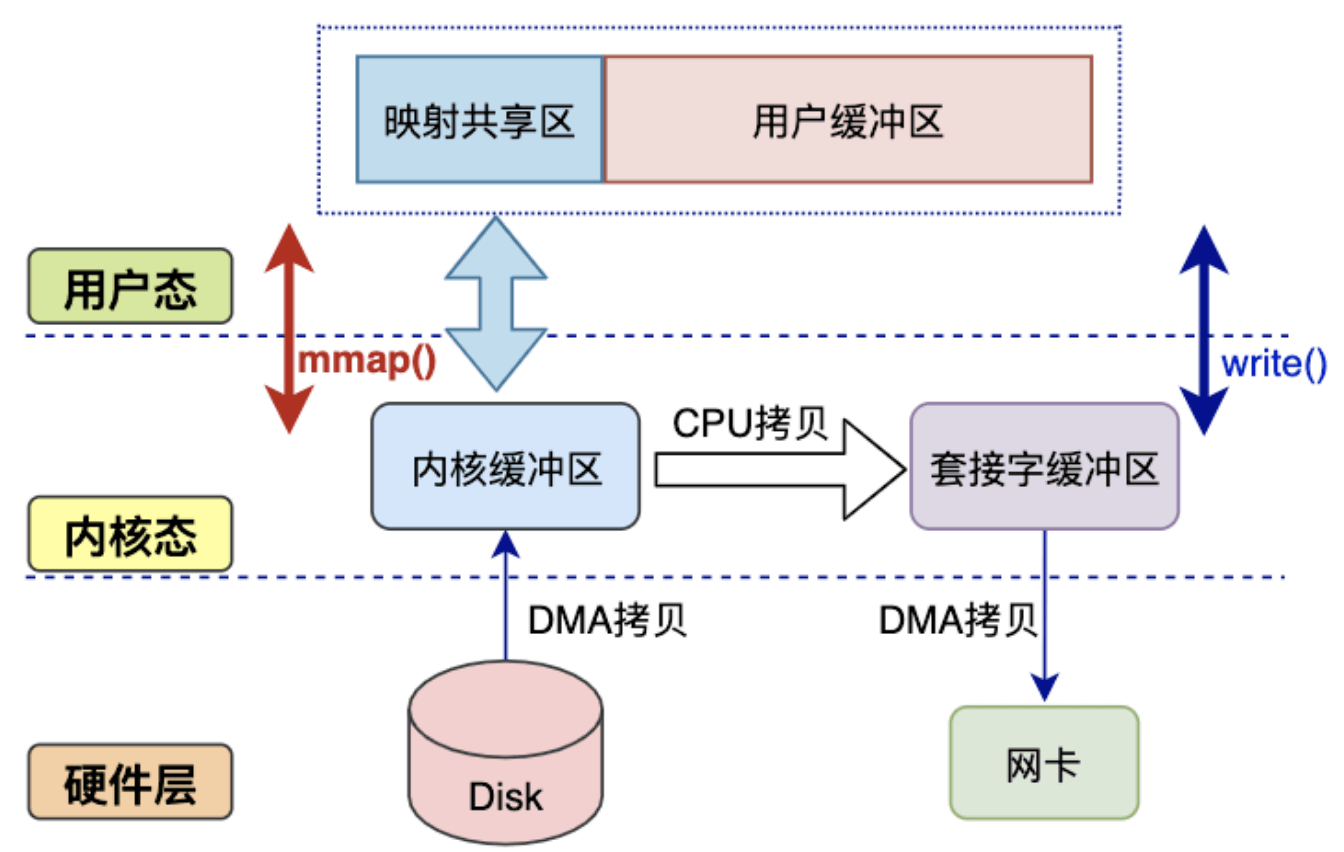 映射共享区
用户缓冲区
用户态
mmap()
write()
CPU拷贝
内核缓冲区
套接字缓冲区
内核态
DMA拷贝
DMA拷贝
硬件层
Disk
网卡